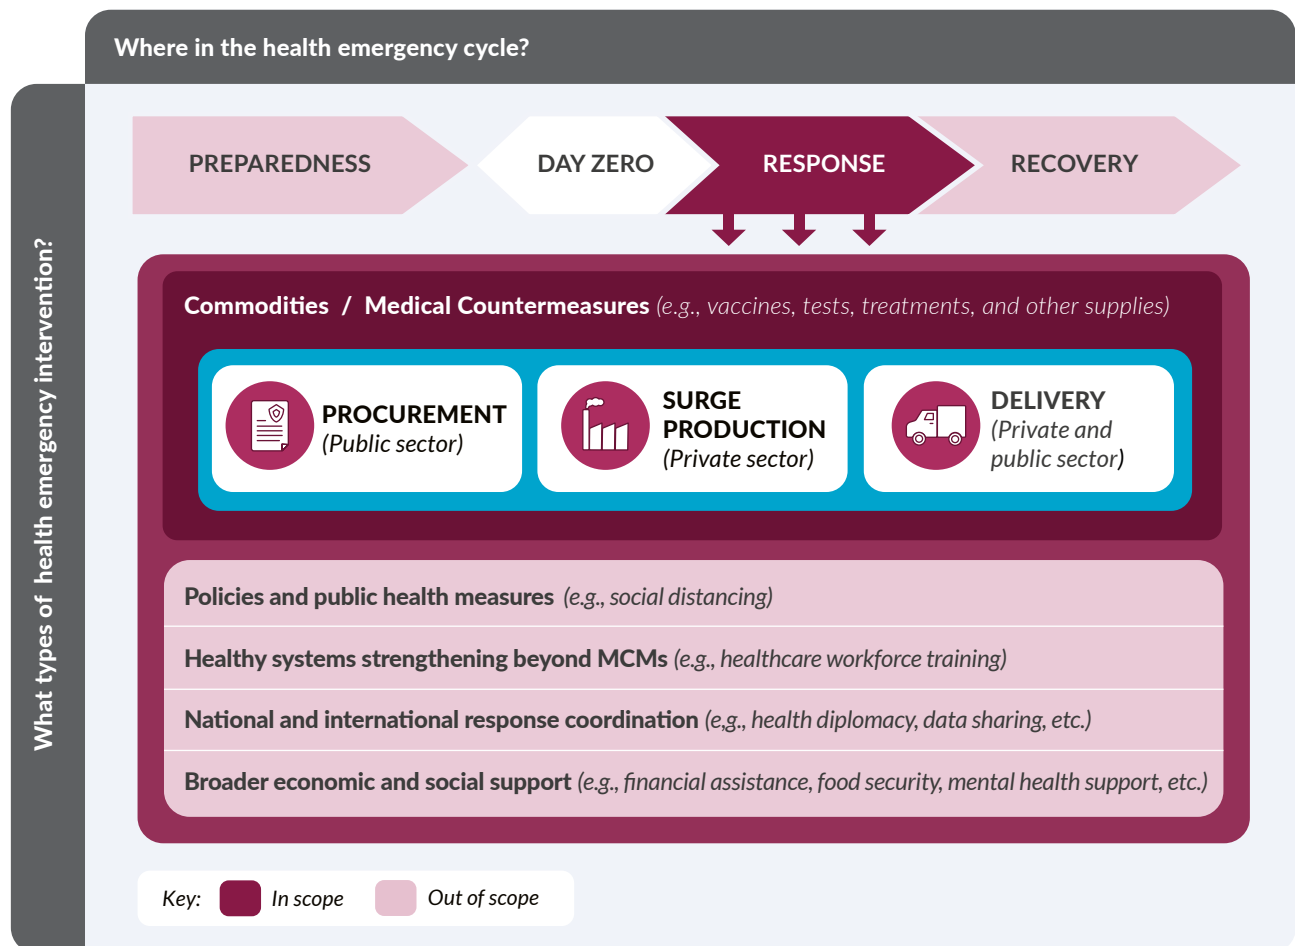 Where in the health emergency cycle?
What types of health emergency intervention?
PREPAREDNESS
DAY ZERO
RESPONSE
RECOVERY
Commodities / Medical Countermeasures (e.g., vaccines, tests, treatments, and other supplies)
PROCUREMENT
(Public sector)
SURGE
PRODUCTION
(Private sector)
DELIVERY
(Private and
public sector)
Policies and public health measures (e.g., social distancing)
Healthy systems strengthening beyond MCMs (e.g., healthcare workforce training)
National and international response coordination (e,g., health diplomacy, data sharing, etc.)
Broader economic and social support (e.g., financial assistance, food security, mental health support, etc.)
Key:
In scope
Out of scope